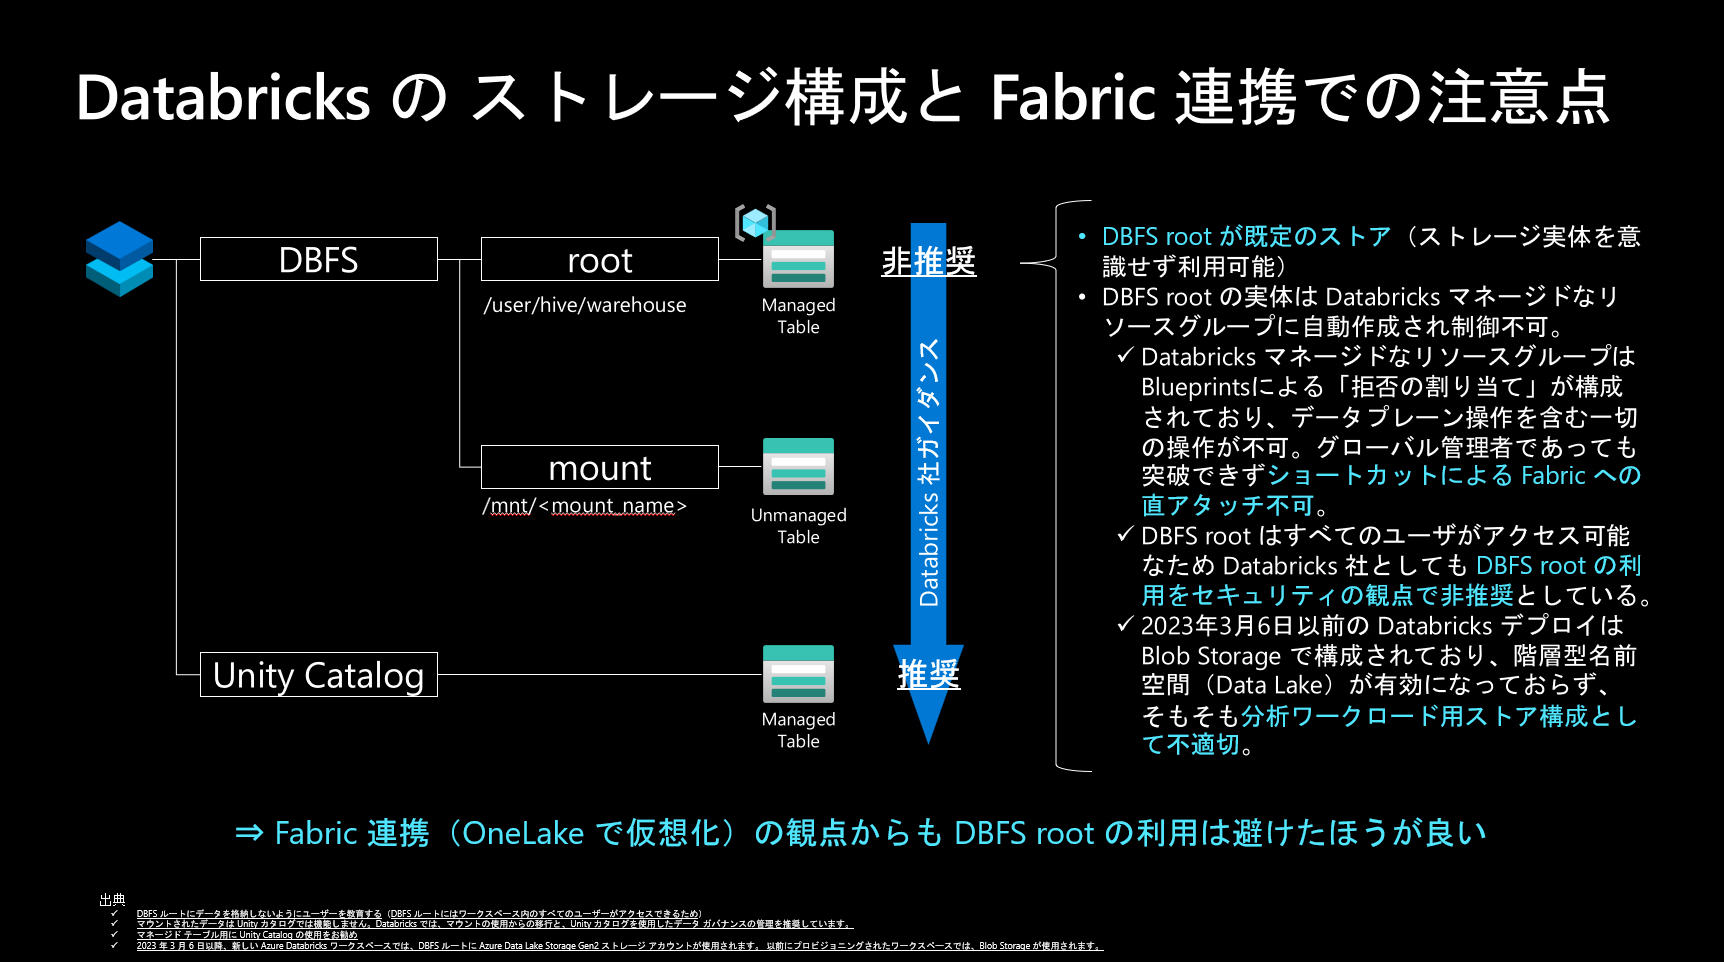 Databricks の ストレージ構成と Fabric 連携での注意点
DBFS
root
/user/hive/warehouse
Managed
Table
mount
/mnt/<mount_name>
Unmanaged
Table
Unity Catalog
Managed
Table
非推奨
Databricks 社ガイダンス
推奨
• DBFS root が既定のストア（ストレージ実体を意
識せず利用可能）
• DBFS root の実体は Databricks マネージドなリ
ソースグループに自動作成され制御不可。
✓ Databricks マネージドなリソースグループは
Blueprintsによる「拒否の割り当て」が構成
されており、データプレーン操作を含む一切
の操作が不可。グローバル管理者であっても
突破できずショートカットによる Fabric への
直アタッチ不可。
✓ DBFS root はすべてのユーザがアクセス可能
なため Databricks 社としても DBFS root の利
用をセキュリティの観点で非推奨としている。
✓ 2023年3月6日以前の Databricks デプロイは
Blob Storage で構成されており、階層型名前
空間（Data Lake）が有効になっておらず、
そもそも分析ワークロード用ストア構成とし
て不適切。
⇒ Fabric 連携（OneLake で仮想化）の観点からも DBFS root の利用は避けたほうが良い
出典
✓ DBFS ルートにデータを格納しないようにユーザーを教育する（DBFS ルートにはワークスペース内のすべてのユーザーがアクセスできるため）
✓ マウントされたデータは Unity カタログでは機能しません。Databricks では、マウントの使用からの移行と、Unity カタログを使用したデータ ガバナンスの管理を推奨しています。
✓ マネージド テーブル用に Unity Catalog の使用をお勧め
✓ 2023 年 3 月 6 日以降、新しい Azure Databricks ワークスペースでは、DBFS ルートに Azure Data Lake Storage Gen2 ストレージ アカウントが使用されます。 以前にプロビジョニングされたワークスペースでは、Blob Storage が使用されます。